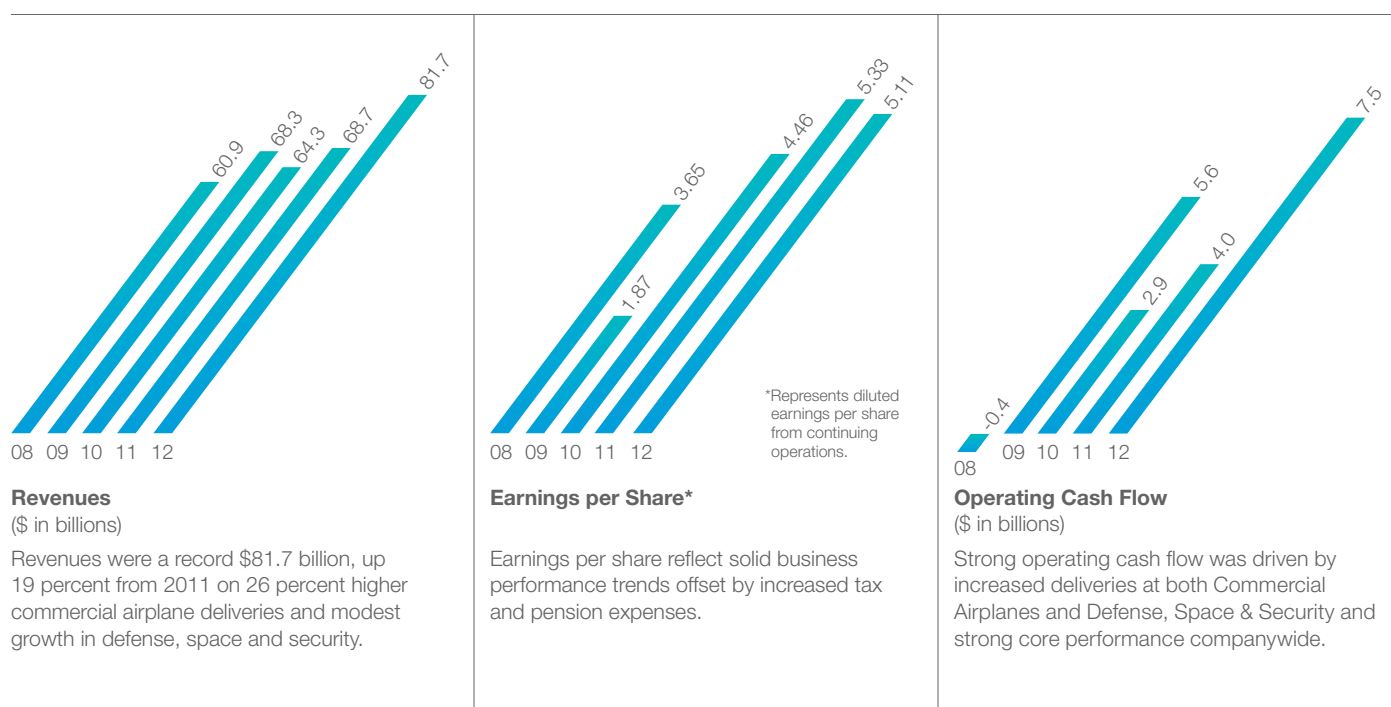 60.9
68.3
64.3
68.7
81.7
08 09 10 11 12
Revenues
($ in billions)
Revenues were a record $81.7 billion, up
19 percent from 2011 on 26 percent higher
commercial airplane deliveries and modest
growth in defense, space and security.
3.65
1.87
4.46
5.33
5.11
*Represents diluted
earnings per share
from continuing
operations.
08 09 10 11 12
Earnings per Share*
Earnings per share reflect solid business
performance trends offset by increased tax
and pension expenses.
-0.4
5.6
2.9
4.0
7.5
08 09 10 11 12
Operating Cash Flow
($ in billions)
Strong operating cash flow was driven by
increased deliveries at both Commercial
Airplanes and Defense, Space & Security and
strong core performance companywide.